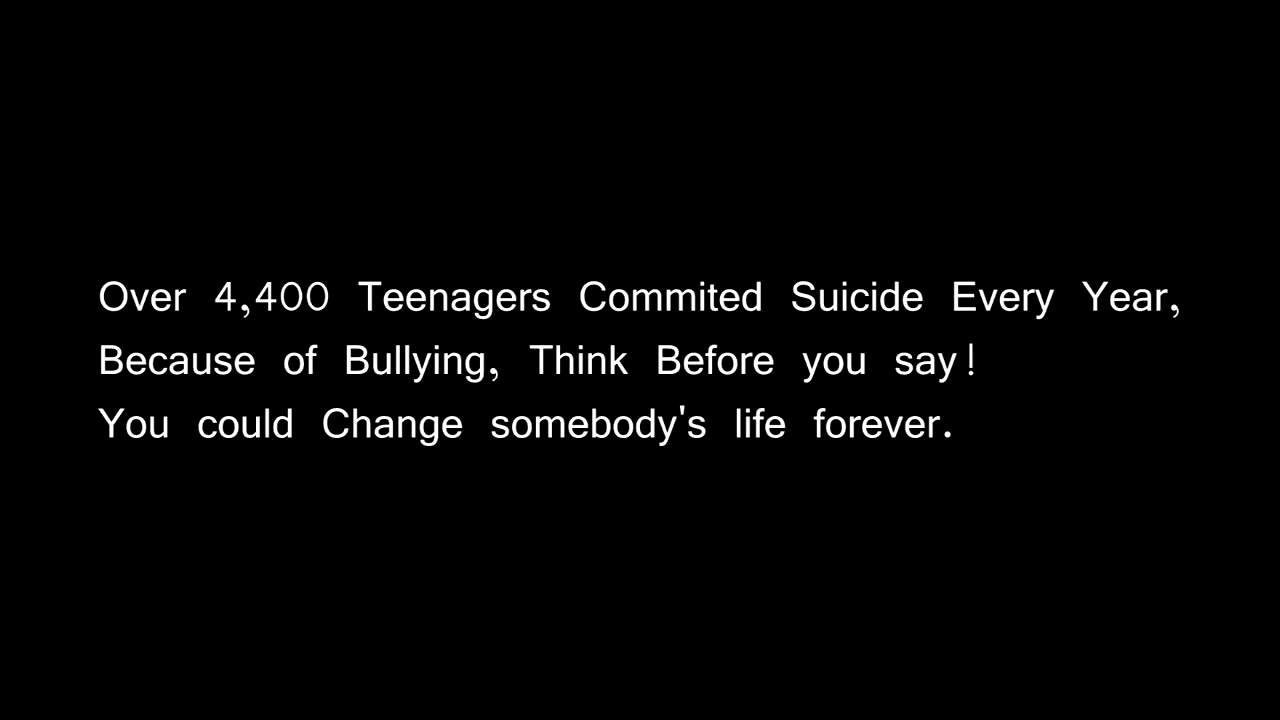 Over 4,400 Teenagers Commited Suicide Every Year,
Because of Bullying, Think Before you say!
You could Change somebody's life forever.